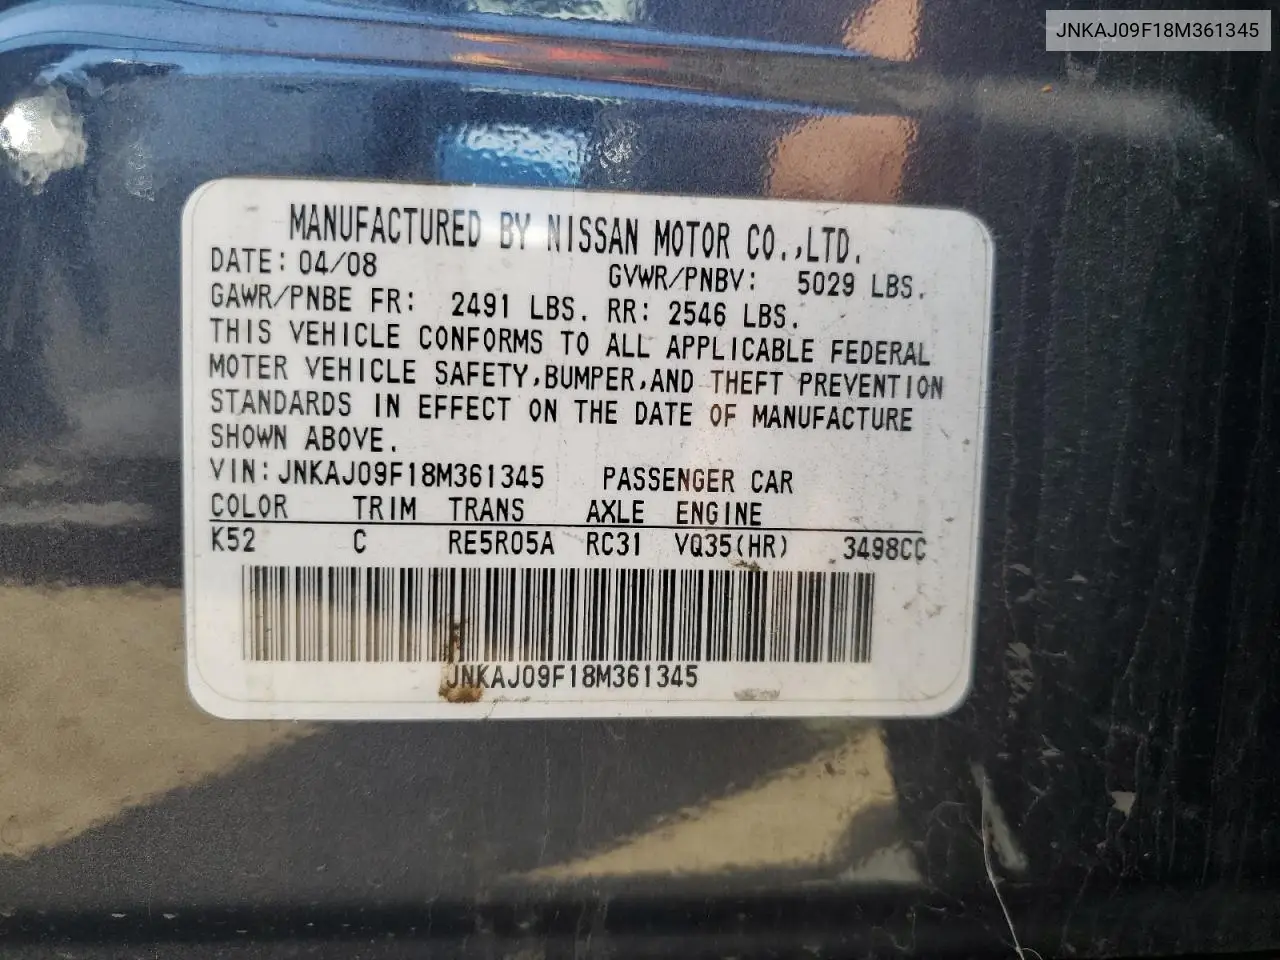 JNKAJ09F18M361345
MANUFACTURED BY NISSAN MOTOR CO.,LTD.
DATE: 04/08 GVWR/PNBV: 5029 LBS.
GAWR/PNBE FR: 2491 LBS. RR: 2546 LBS.
THIS VEHICLE CONFORMS TO ALL APPLICABLE FEDERAL
MOTER VEHICLE SAFETY,BUMPER,AND THEFT PREVENTION
STANDARDS IN EFFECT ON THE DATE OF MANUFACTURE
SHOWN ABOVE.
VIN: JNKAJ09F18M361345 PASSENGER CAR
COLOR TRIM TRANS AXLE ENGINE
K52 C RE5R05A RC31 VQ35(HR) 3498CC
JNKAJ09F18M361345